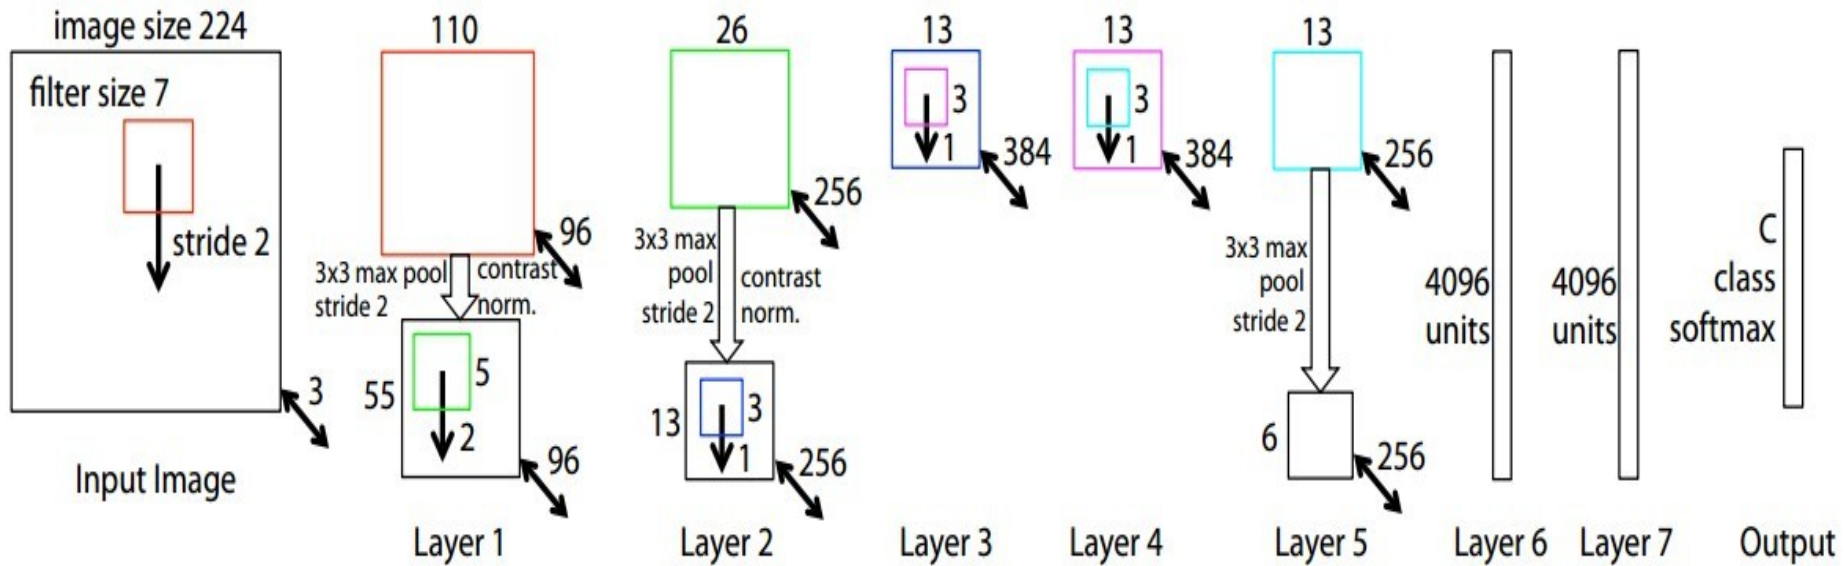 image size 224
filter size 7
stride 2
3
Input Image
110
96
3x3 max pool
stride 2
contrast
norm.
55
5
2
96
Layer 1
26
256
3x3 max
pool
stride 2
contrast
norm.
13
3
1
256
Layer 2
13
3
1
384
Layer 3
13
3
1
384
Layer 4
13
256
3x3 max
pool
stride 2
6
256
Layer 5
4096
units
Layer 6
4096
units
Layer 7
C
class
softmax
Output